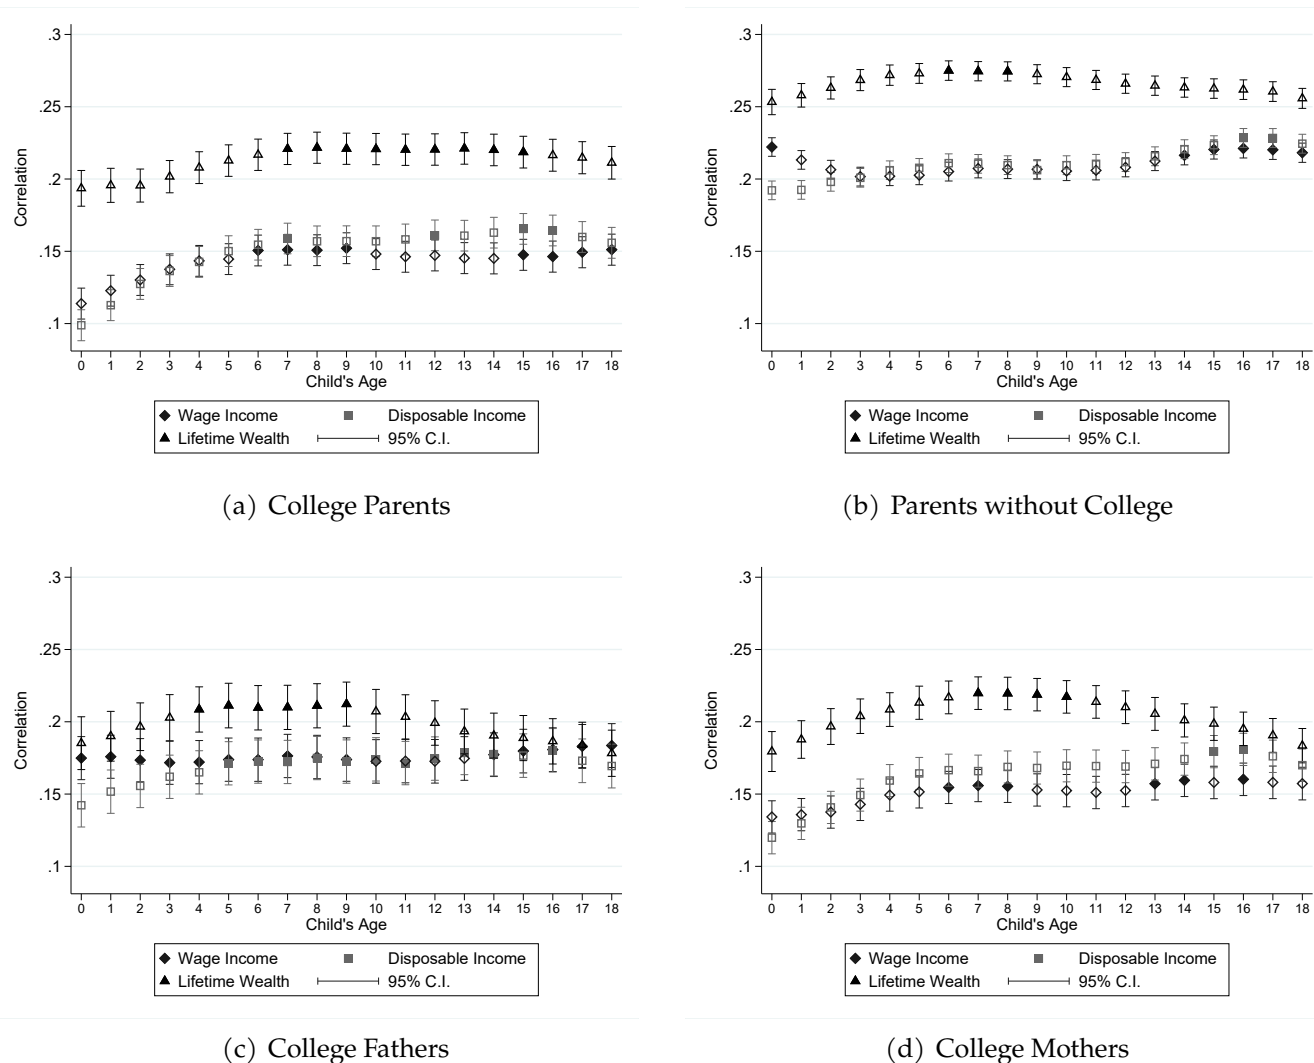 .3
.25
.2
.15
.1
Correlation
0 1 2 3 4 5 6 7 8 9 10 11 12 13 14 15 16 17 18
Child's Age
Wage Income Disposable Income
Lifetime Wealth 95% C.I.
(a) College Parents
.3
.25
.2
.15
.1
Correlation
0 1 2 3 4 5 6 7 8 9 10 11 12 13 14 15 16 17 18
Child's Age
Wage Income Disposable Income
Lifetime Wealth 95% C.I.
(b) Parents without College
.3
.25
.2
.15
.1
Correlation
0 1 2 3 4 5 6 7 8 9 10 11 12 13 14 15 16 17 18
Child's Age
Wage Income Disposable Income
Lifetime Wealth 95% C.I.
(c) College Fathers
.3
.25
.2
.15
.1
Correlation
0 1 2 3 4 5 6 7 8 9 10 11 12 13 14 15 16 17 18
Child's Age
Wage Income Disposable Income
Lifetime Wealth 95% C.I.
(d) College Mothers